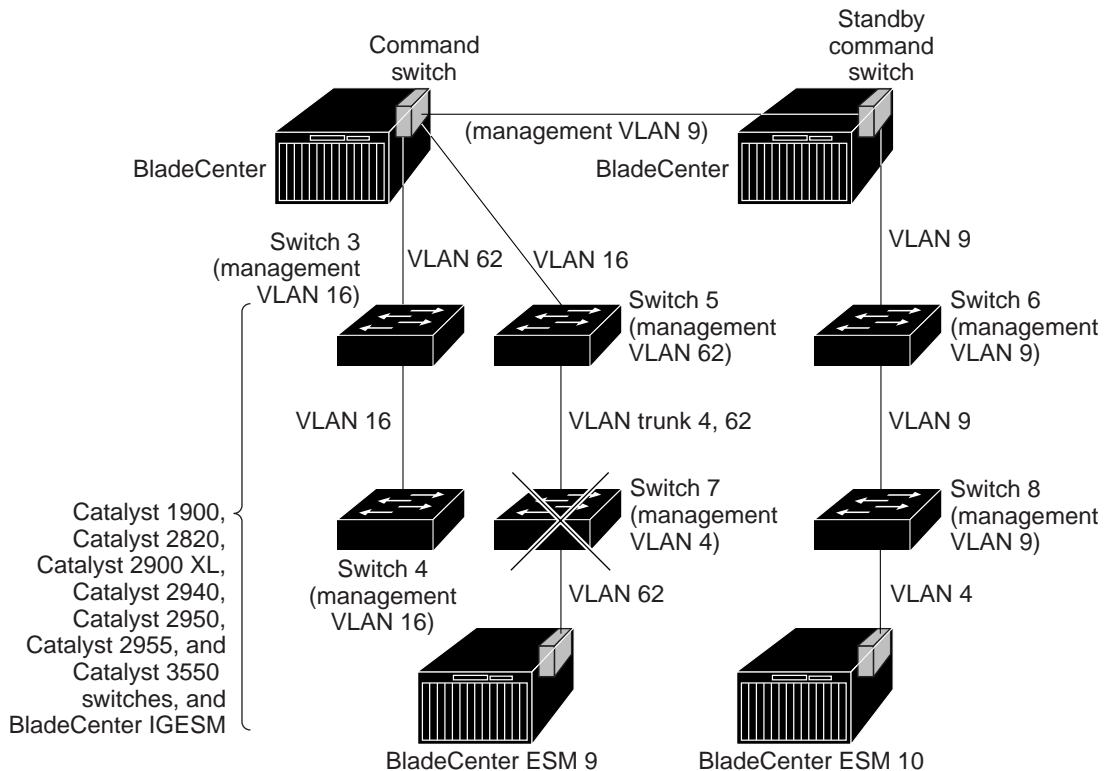 Command
switch
Standby
command
switch
(management VLAN 9)
BladeCenter
BladeCenter
Switch 3
(management
VLAN 16)
VLAN 62
VLAN 16
VLAN 9
Switch 5
(management
VLAN 62)
Switch 6
(management
VLAN 9)
VLAN 16
VLAN trunk 4, 62
VLAN 9
Switch 7
(management
VLAN 4)
Switch 8
(management
VLAN 9)
Catalyst 1900,
Catalyst 2820,
Catalyst 2900 XL,
Catalyst 2940,
Catalyst 2950,
Catalyst 2955, and
Catalyst 3550
switches, and
BladeCenter IGESM
Switch 4
(management
VLAN 16)
VLAN 62
VLAN 4
BladeCenter ESM 9
BladeCenter ESM 10